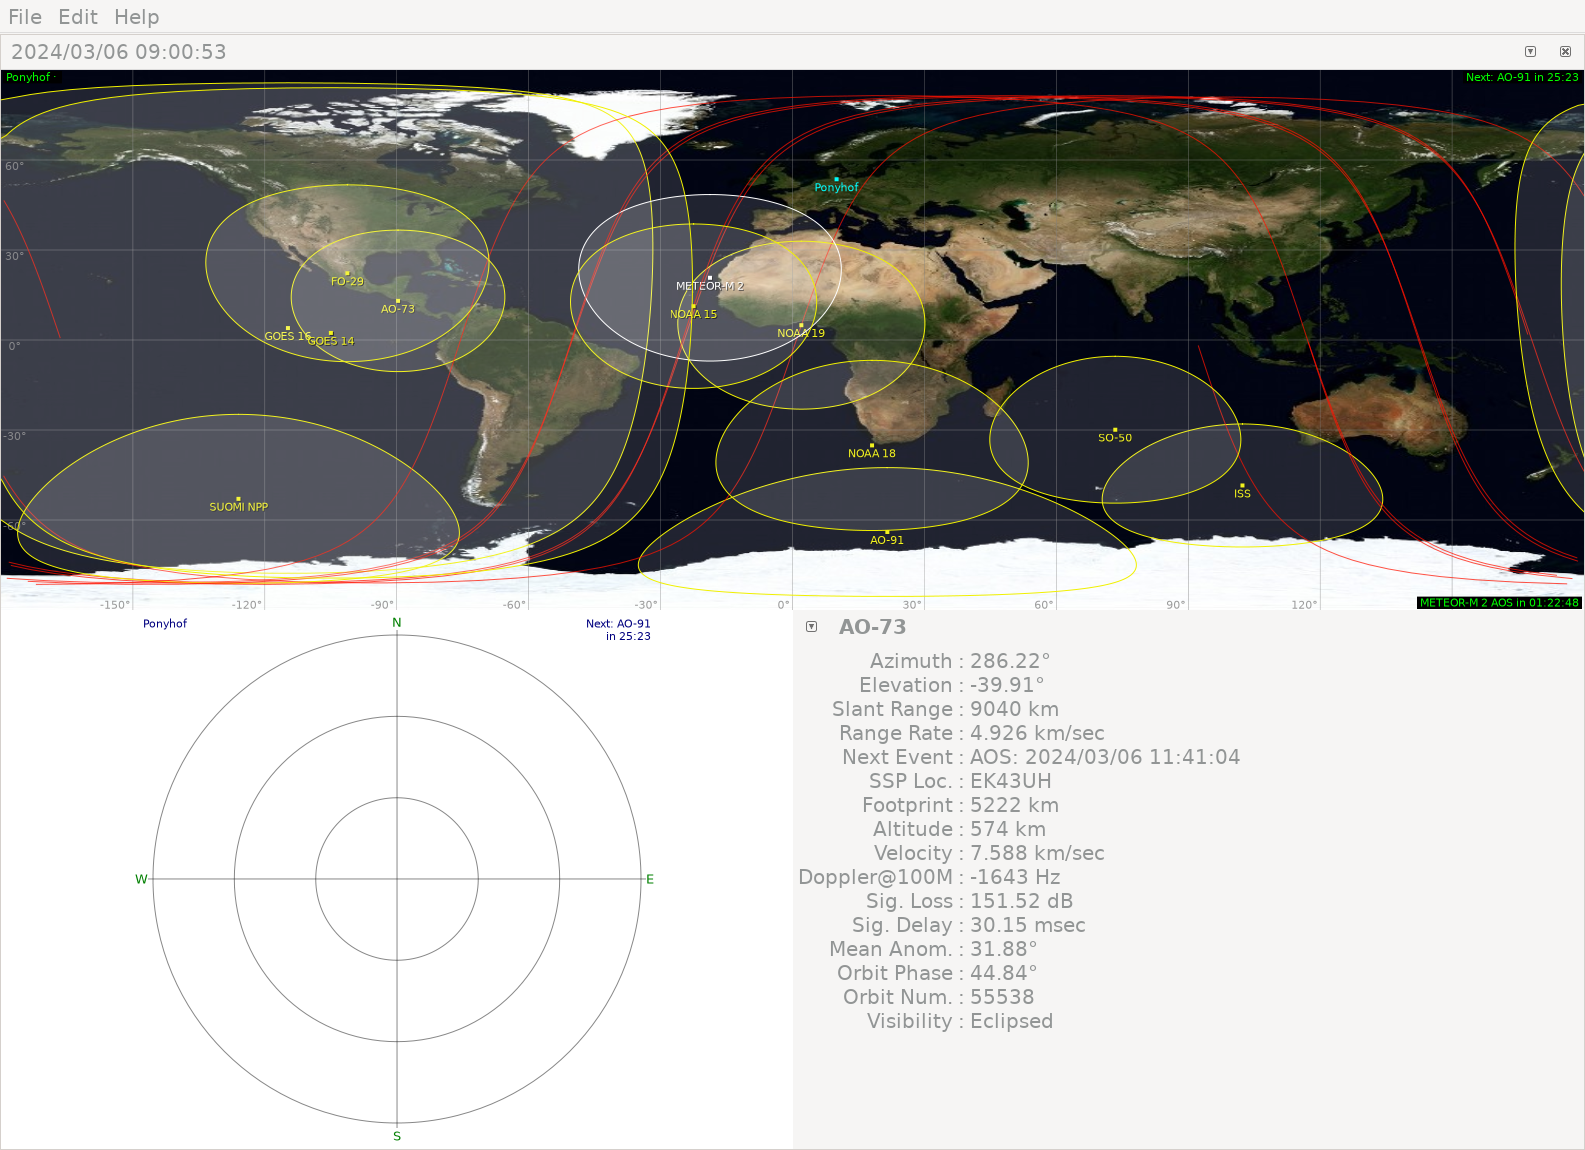 File Edit Help
2024/03/06 09:00:53
Ponyhof
Next: AO-91 in 25:23
60°
Ponyhof
30°
FO-29
METEOR-M 2
AO-73
NOAA 15
GOES 16
NOAA 19
GOES 14
0°
-30°
SO-50
NOAA 18
ISS
SUOMI NPP
-60°
AO-91
-150° -120° -90° -60° -30° 0° 30° 60° 90° 120°
METEOR-M 2 AOS in 01:22:48
Ponyhof
N
Next: AO-91
in 25:23
W
E
S
AO-73
Azimuth : 286.22°
Elevation : -39.91°
Slant Range : 9040 km
Range Rate : 4.926 km/sec
Next Event : AOS: 2024/03/06 11:41:04
SSP Loc. : EK43UH
Footprint : 5222 km
Altitude : 574 km
Velocity : 7.588 km/sec
Doppler@100M : -1643 Hz
Sig. Loss : 151.52 dB
Sig. Delay : 30.15 msec
Mean Anom. : 31.88°
Orbit Phase : 44.84°
Orbit Num. : 55538
Visibility : Eclipsed